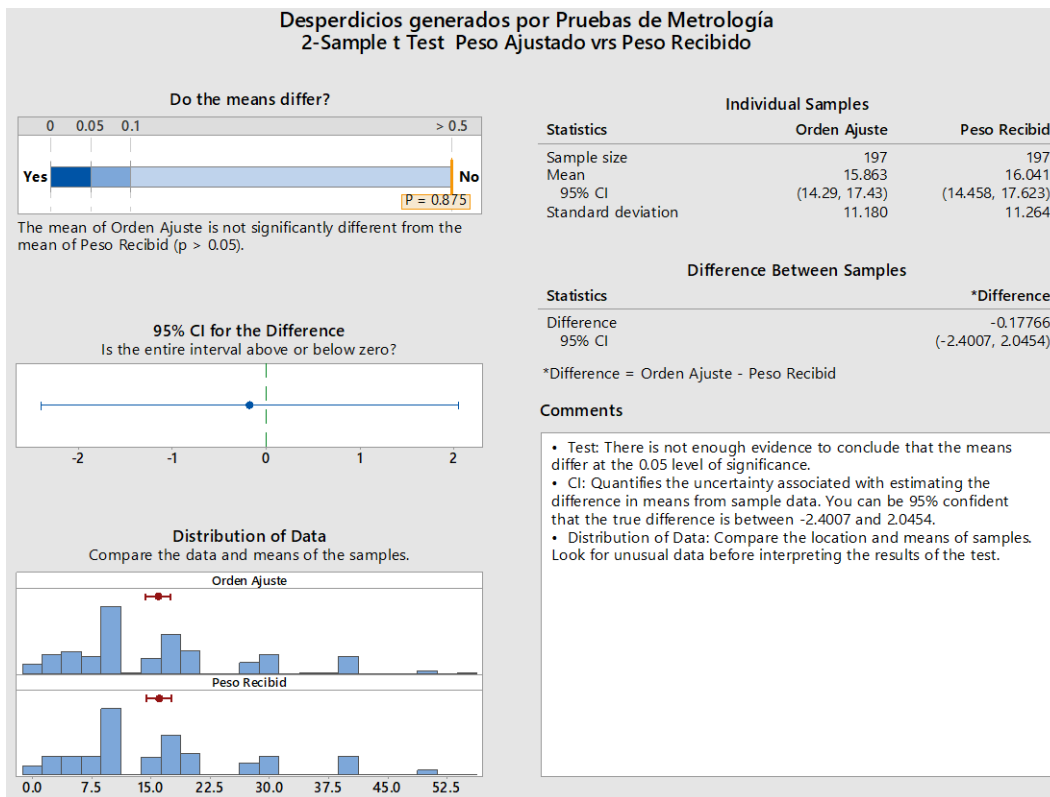 Desperdicios generados por Pruebas de Metrología
2-Sample t Test Peso Ajustado vrs Peso Recibido
Do the means differ?
0 0.05 0.1 > 0.5
Yes No
P = 0.875
The mean of Orden Ajuste is not significantly different from the
mean of Peso Recibid (p > 0.05).
95% CI for the Difference
Is the entire interval above or below zero?
-2 -1 0 1 2
Distribution of Data
Compare the data and means of the samples.
Orden Ajuste
Peso Recibid
0.0 7.5 15.0 22.5 30.0 37.5 45.0 52.5
Individual Samples
Statistics Orden Ajuste Peso Recibid
Sample size 197 197
Mean 15.863 16.041
95% CI (14.29, 17.43) (14.458, 17.623)
Standard deviation 11.180 11.264
Difference Between Samples
Statistics *Difference
Difference -0.17766
95% CI (-2.4007, 2.0454)
*Difference = Orden Ajuste - Peso Recibid
Comments
• Test: There is not enough evidence to conclude that the means
differ at the 0.05 level of significance.
• CI: Quantifies the uncertainty associated with estimating the
difference in means from sample data. You can be 95% confident
that the true difference is between -2.4007 and 2.0454.
• Distribution of Data: Compare the location and means of samples.
Look for unusual data before interpreting the results of the test.